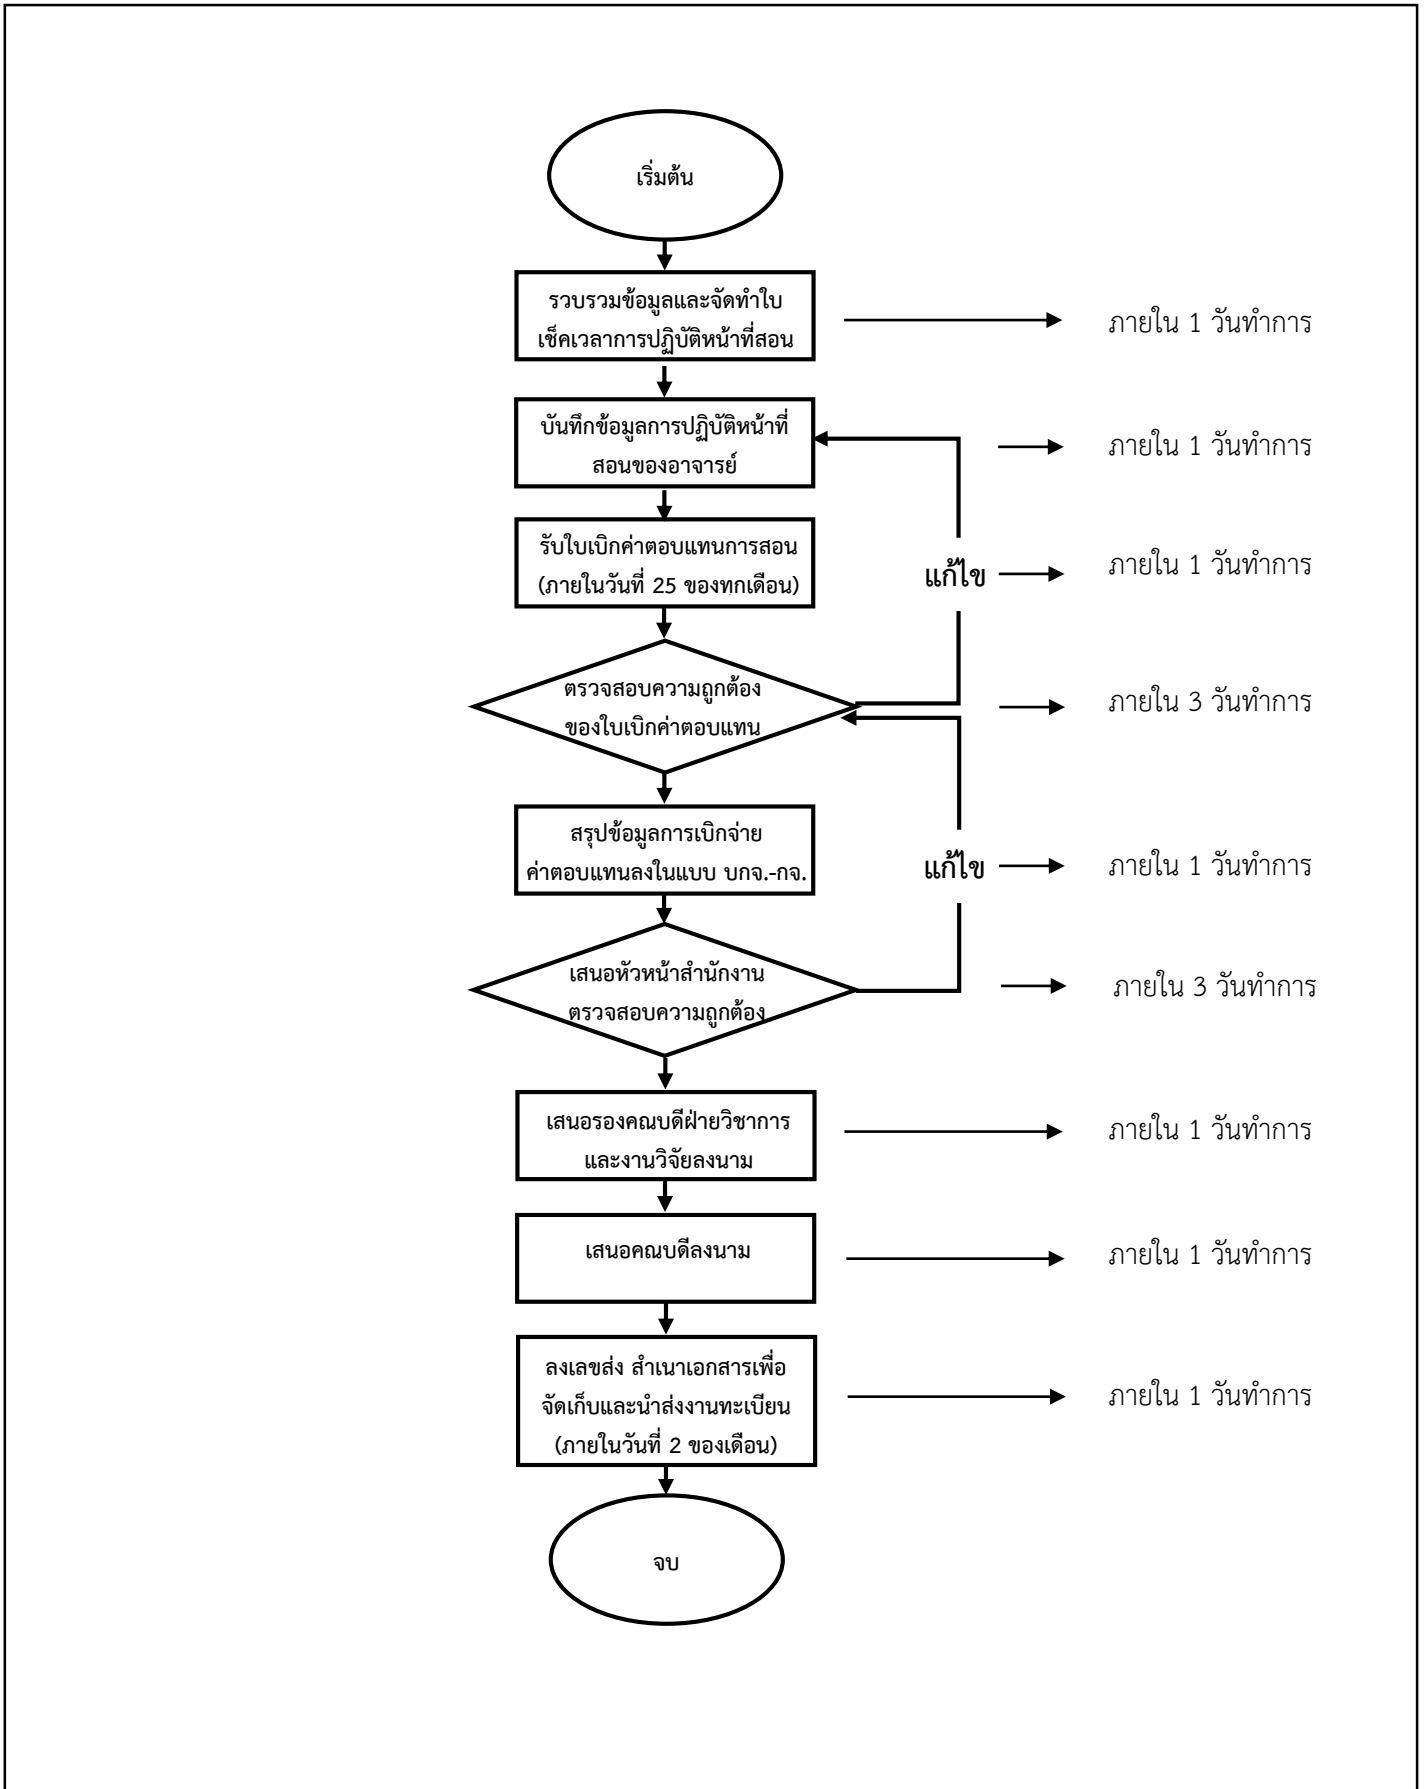 เริ่มต้น
รวบรวมข้อมูลและจัดทำใบ
เช็คเวลาการปฏิบัติหน้าที่สอน
ภายใน 1 วันทำการ
บันทึกข้อมูลการปฏิบัติหน้าที่
สอนของอาจารย์
ภายใน 1 วันทำการ
รับใบเบิกค่าตอบแทนการสอน
(ภายในวันที่ 25 ของทุกเดือน)
แก้ไข
ภายใน 1 วันทำการ
ตรวจสอบความถูกต้อง
ของใบเบิกค่าตอบแทน
ภายใน 3 วันทำการ
สรุปข้อมูลการเบิกจ่าย
ค่าตอบแทนลงในแบบ บกจ.-กจ.
แก้ไข
ภายใน 1 วันทำการ
เสนอหัวหน้าสำนักงาน
ตรวจสอบความถูกต้อง
ภายใน 3 วันทำการ
เสนอรองคณบดีฝ่ายวิชาการ
และงานวิจัยลงนาม
ภายใน 1 วันทำการ
เสนอคณบดีลงนาม
ภายใน 1 วันทำการ
ลงเลขส่ง สำเนาเอกสารเพื่อ
จัดเก็บและนำส่งงานทะเบียน
(ภายในวันที่ 2 ของเดือน)
ภายใน 1 วันทำการ
จบ